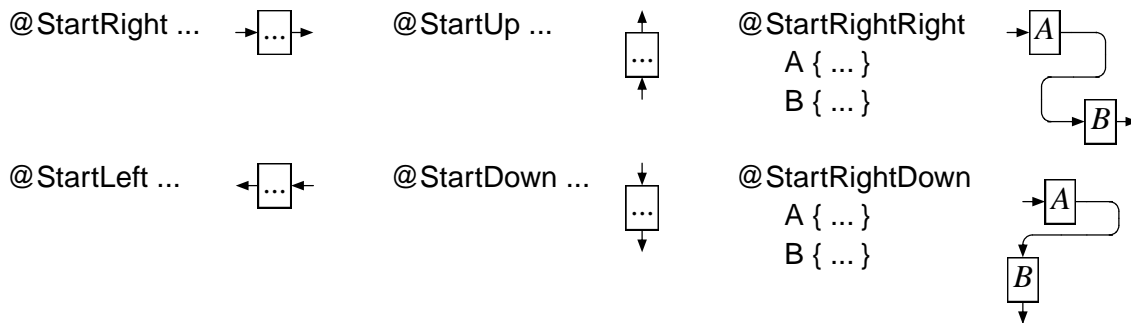 @StartRight ... ... @StartUp ... ... @StartRightRight A
A { ... }
B { ... } B
@StartLeft ... ... @StartDown ... ... @StartRightDown
A { ... } A
B { ... } B